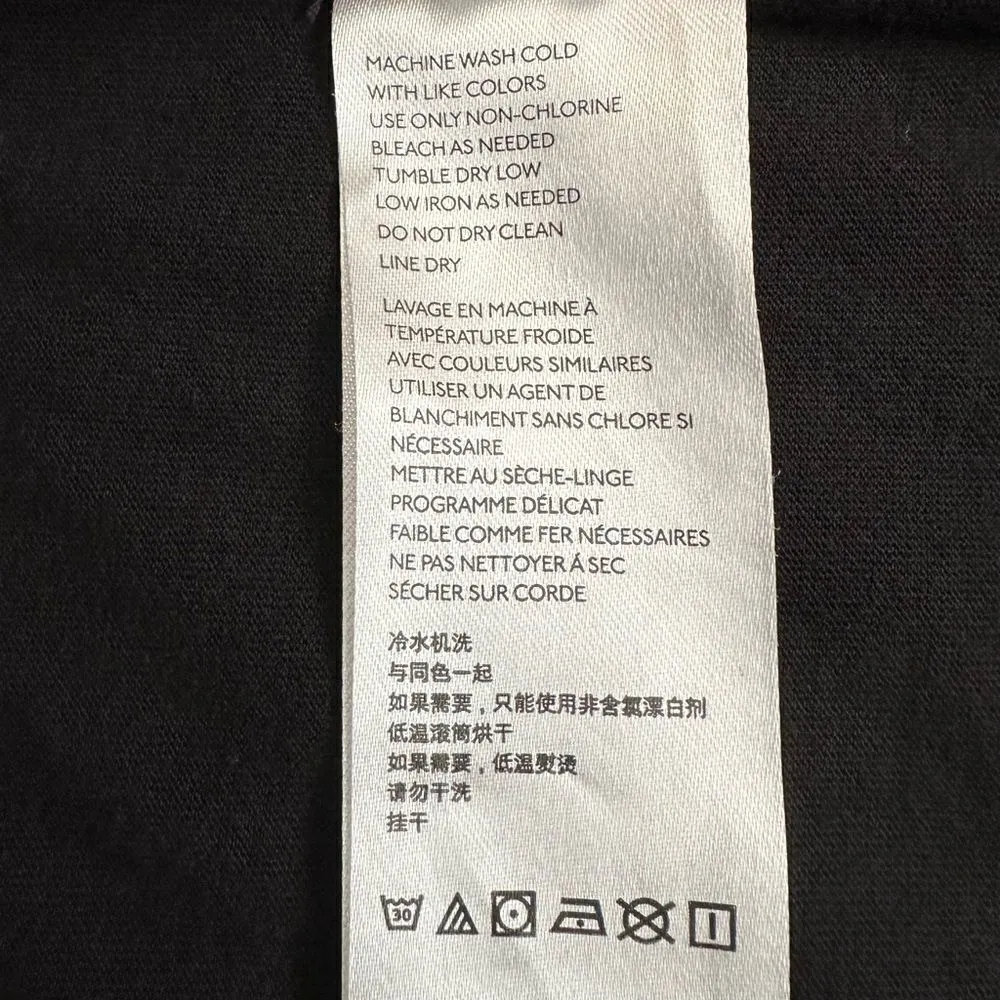 MACHINE WASH COLD
WITH LIKE COLORS
USE ONLY NON-CHLORINE
BLEACH AS NEEDED
TUMBLE DRY LOW
LOW IRON AS NEEDED
DO NOT DRY CLEAN
LINE DRY
LAVAGE EN MACHINE À
TEMPÉRATURE FROIDE
AVEC COULEURS SIMILAIRES
UTILISER UN AGENT DE
BLANCHIMENT SANS CHLORE SI
NÉCESSAIRE
METTRE AU SÈCHE-LINGE
PROGRAMME DÉLICAT
FAIBLE COMME FER NÉCESSAIRES
NE PAS NETTOYER Á SEC
SÉCHER SUR CORDE
冷水机洗
与同色一起
如果需要，只能使用非含氯漂白剂
低温滚筒烘干
如果需要，低温熨烫
请勿干洗
挂干
30